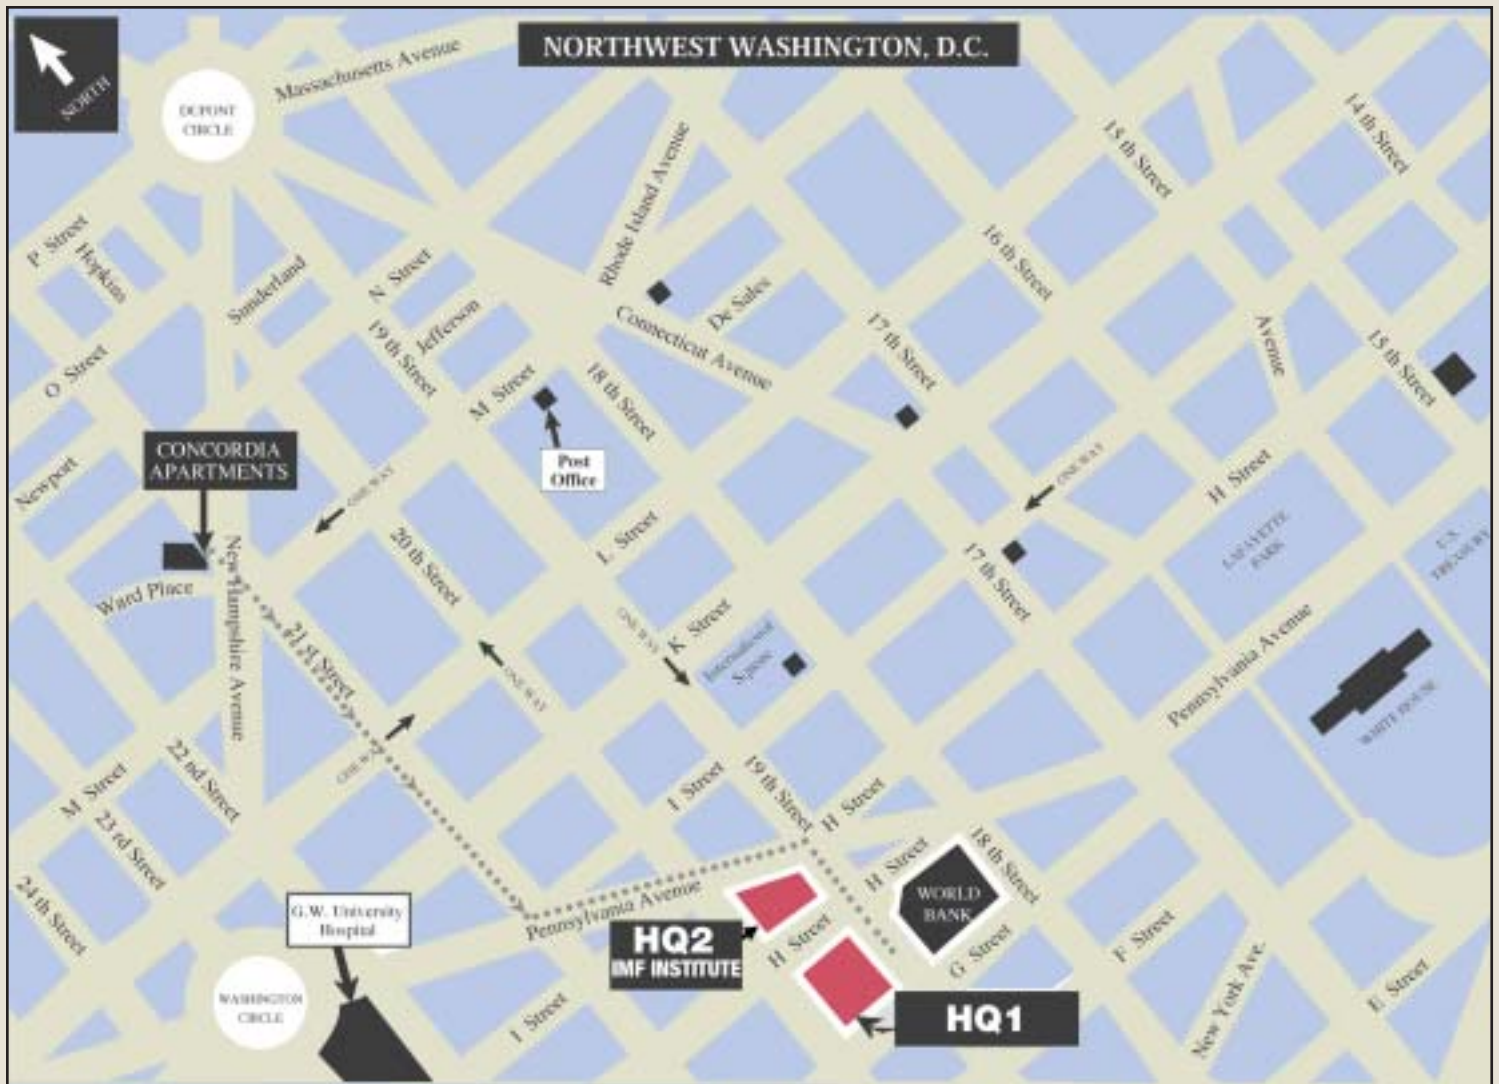 NORTHWEST WASHINGTON, D.C.
NORTH
DUPONT
CIRCLE
Massachusetts Avenue
Rhode Island Avenue
15 th Street
14 th Street
P Street
Hopkins
Sunderland
N Street
Jefferson
19 th Street
De Sales
Connecticut Avenue
16 th Street
17 th Street
Avenue
15 th Street
O Street
M Street
18 th Street
Newport
CONCORDIA
APARTMENTS
Post
Office
ONE WAY
ONE WAY
H Street
LAFAYETTE
PARK
U.S.
TREASURY
20 th Street
L Street
17 th Street
Ward Place
New Hampshire Avenue
21 st Street
ONE WAY
K Street
International
Square
ONE WAY
Pennsylvania Avenue
WHITE HOUSE
ONE WAY
22 nd Street
M Street
23 rd Street
24 th Street
I Street
19 th Street
H Street
H Street
18 th Street
WORLD
BANK
G.W. University
Hospital
Pennsylvania Avenue
HQ2
IMF INSTITUTE
H Street
G Street
F Street
New York Ave.
E Street
WASHINGTON
CIRCLE
I Street
HQ1